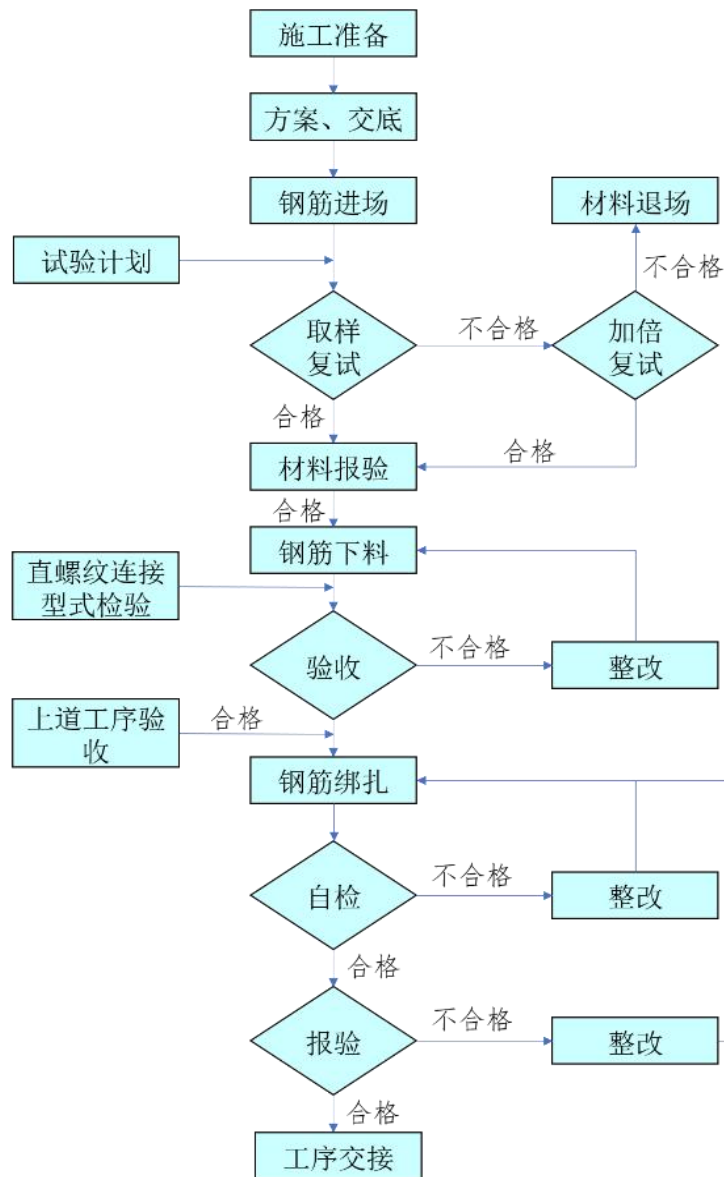 施工准备
方案、交底
钢筋进场
材料退场
试验计划
不合格
取样
复试
不合格
加倍
复试
合格
合格
材料报验
合格
钢筋下料
直螺纹连接
型式检验
验收
不合格
整改
上道工序验
收
合格
钢筋绑扎
自检
不合格
整改
合格
报验
不合格
整改
合格
工序交接